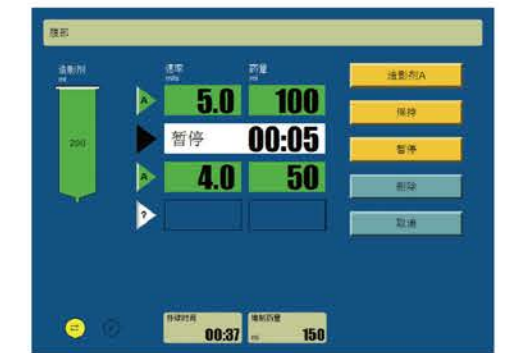 腹部
造影剂
ml
速率
ml/s
药量
ml
造影剂A
A
5.0
100
保持
200
暂停
00:05
暂停
A
4.0
50
删除
?
取消
持续时间
00:37
药量
ml
150